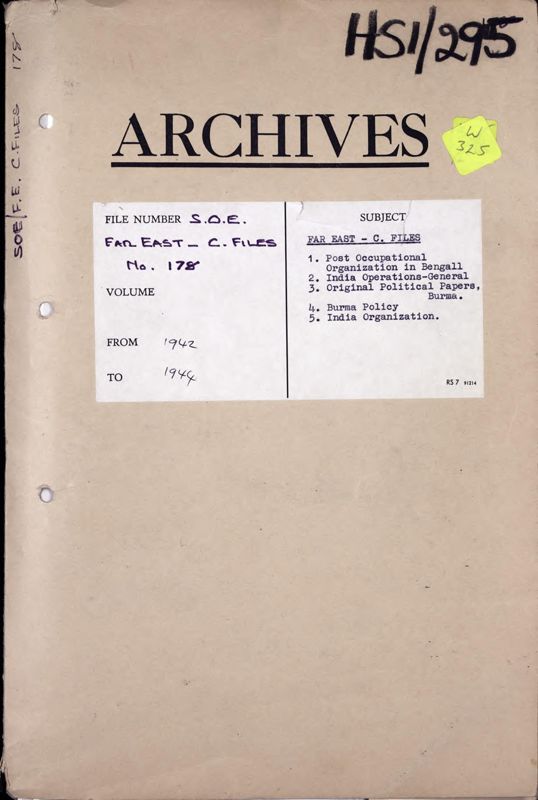 HS1/295
SOE/F.E. C.FILES 178
ARCHIVES
W
325
FILE NUMBER S.O.E.
FAR EAST - C. FILES
No. 178
VOLUME
FROM 1942
TO 1944
SUBJECT
FAR EAST - C. FILES
1. Post Occupational
Organization in Bengall
2. India Operations-General
3. Original Political Papers,
Burma.
4. Burma Policy
5. India Organization.
RS 7 91214